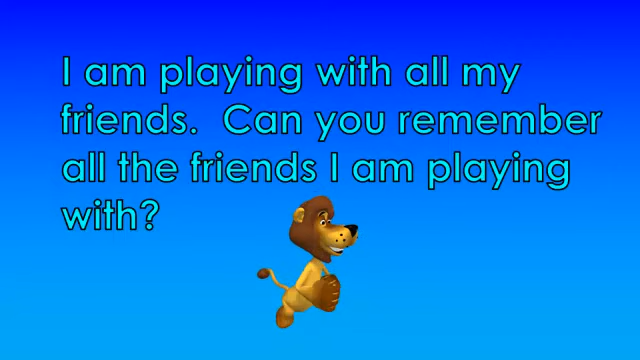 I am playing with all my
friends.  Can you remember
all the friends I am playing
with?